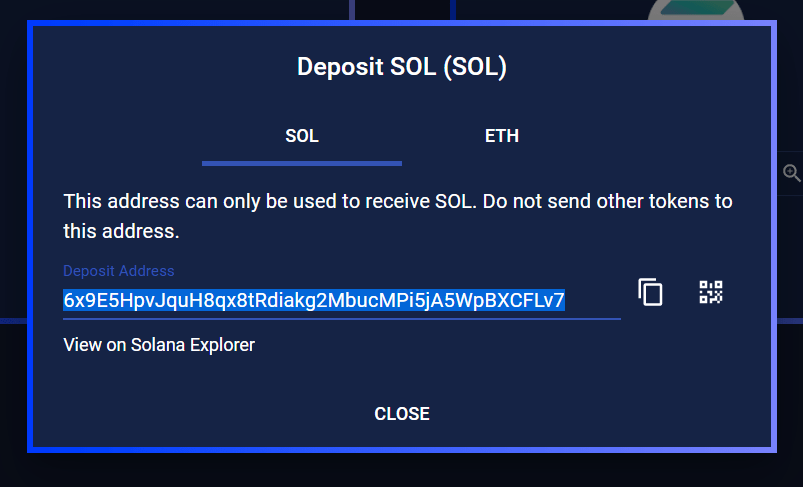 Deposit SOL (SOL)
SOL
ETH
This address can only be used to receive SOL. Do not send other tokens to
this address.
Deposit Address
6x9E5HpvJquH8qx8tRdiakg2MbucMPi5jA5WpBXCFLv7
View on Solana Explorer
CLOSE